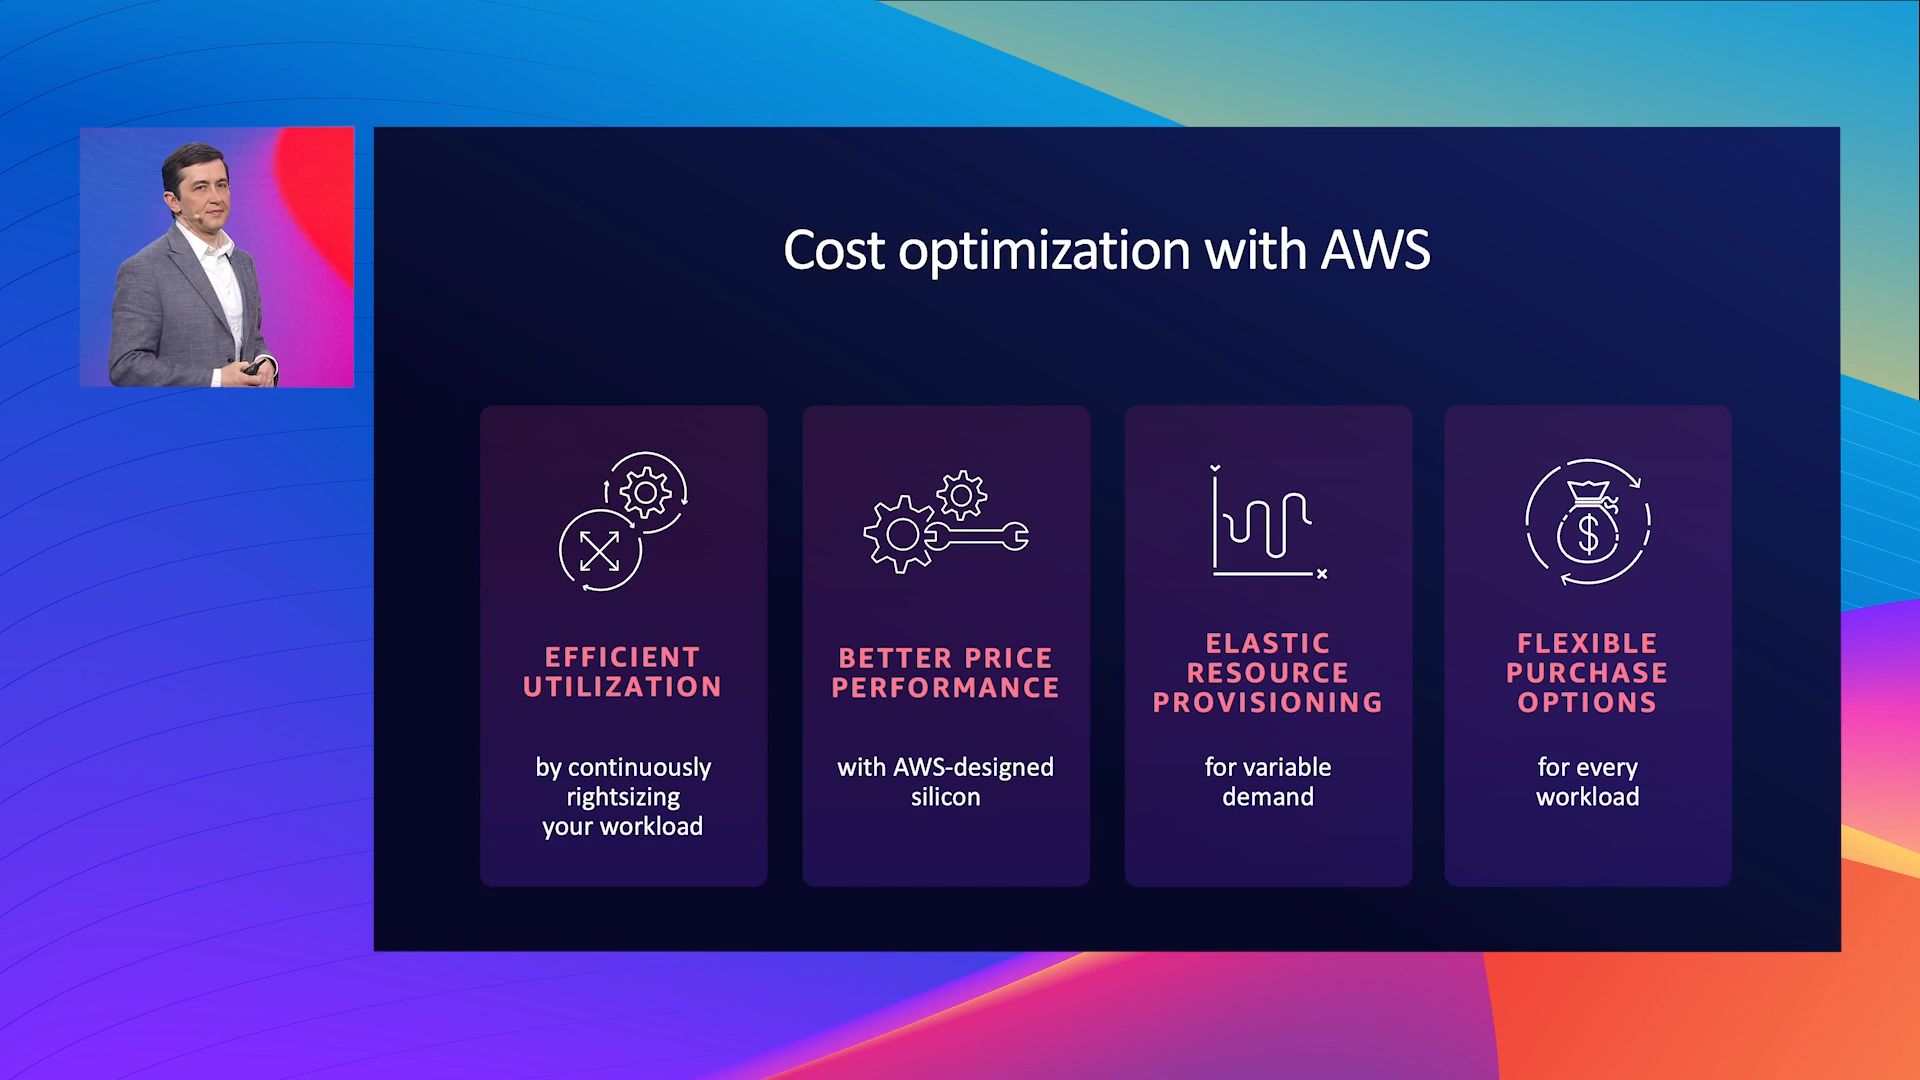 Cost optimization with AWS
EFFICIENT
UTILIZATION
by continuously
rightsizing
your workload
BETTER PRICE
PERFORMANCE
with AWS-designed
silicon
ELASTIC
RESOURCE
PROVISIONING
for variable
demand
FLEXIBLE
PURCHASE
OPTIONS
for every
workload
$